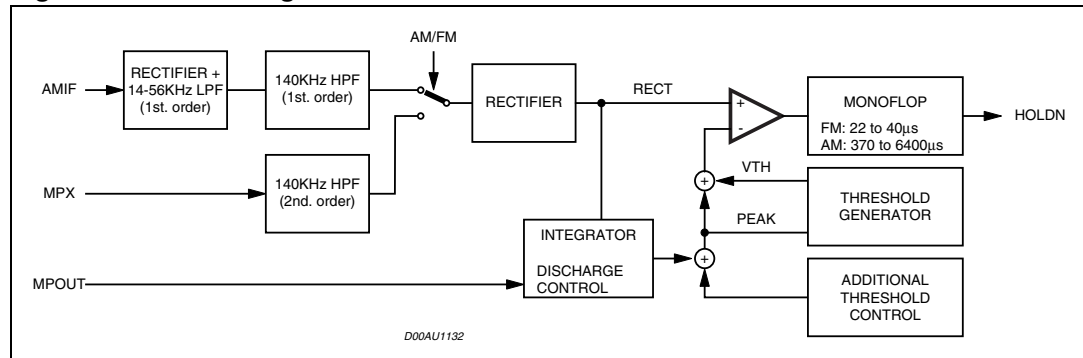 AM/FM
AMIF
RECTIFIER +
14-56KHz LPF
(1st. order)
140KHz HPF
(1st. order)
RECTIFIER
RECT
+
-
MONOFLOP
FM: 22 to 40µs
AM: 370 to 6400µs
HOLDN
MPX
140KHz HPF
(2nd. order)
VTH
+
THRESHOLD
GENERATOR
PEAK
INTEGRATOR
DISCHARGE
CONTROL
+
MPOUT
ADDITIONAL
THRESHOLD
CONTROL
D00AU1132